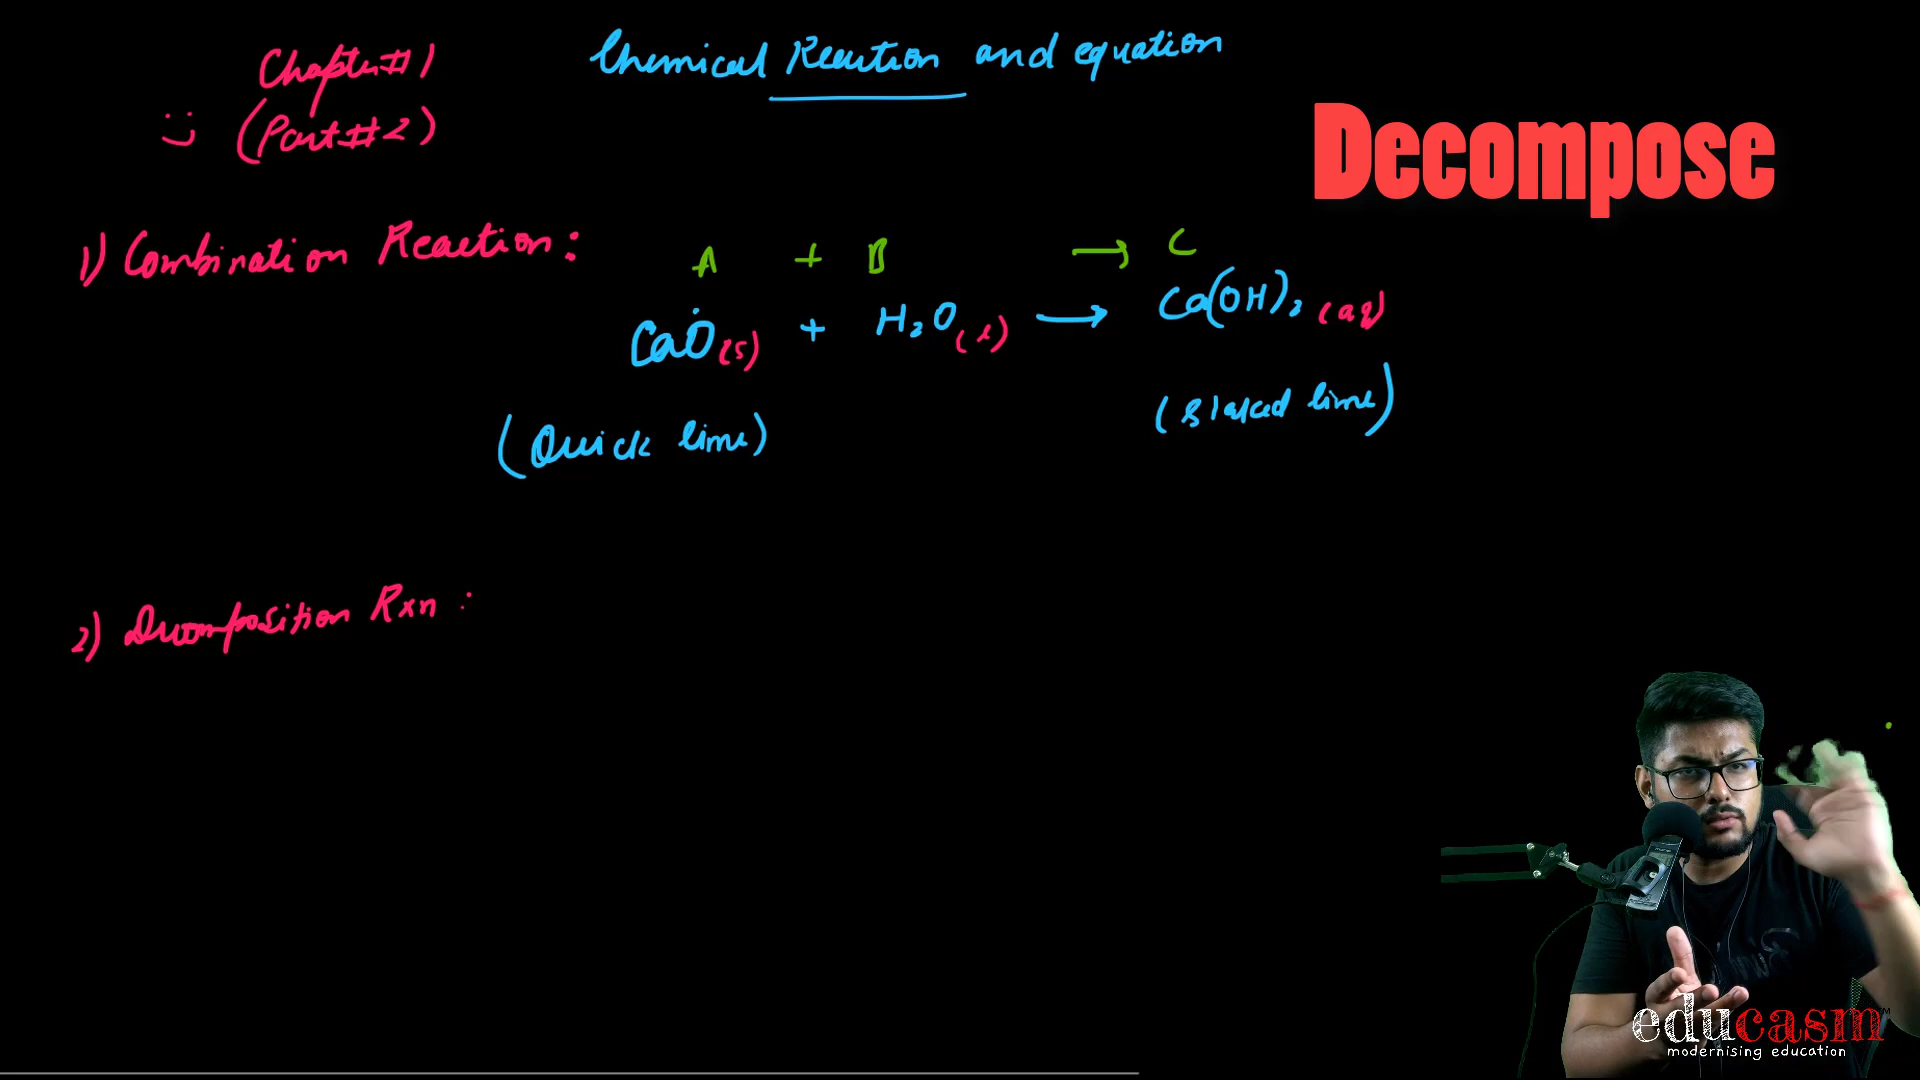 Chapter # 1
(Part # 2)
Chemical Reaction and equation
Decompose
1) Combination Reaction:
A + B → C
CaO(s) + H₂O(l) → Ca(OH)₂(aq)
(Quick lime)
(slaked lime)
2) Decomposition Rxn :
educasm™
modernising education